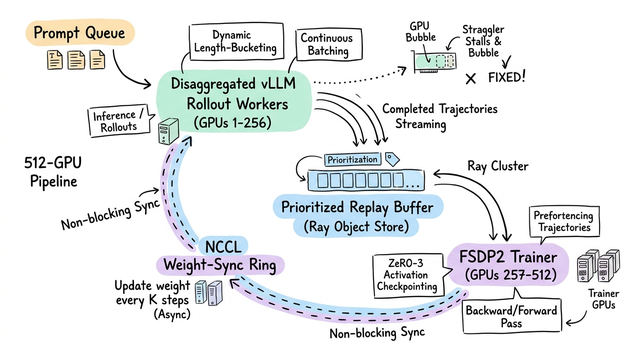 Prompt Queue
Dynamic
Length-Bucketing
Continuous
Batching
GPU
Bubble
Straggler
Stalls &
Bubble
FIXED!
Disaggregated vLLM
Rollout Workers
(GPUs 1-256)
Inference /
Rollouts
Completed Trajectories
Streaming
512-GPU
Pipeline
Prioritization
Ray Cluster
Non-blocking Sync
Prioritized Replay Buffer
(Ray Object Store)
Prefortencing
Trajectories
NCCL
Weight-Sync Ring
ZeRO-3
Activation
Checkpointing
FSDP2 Trainer
(GPUs 257-512)
Update weight
every K steps
(Async)
Trainer
GPUs
Backward/Forward
Pass
Non-blocking Sync